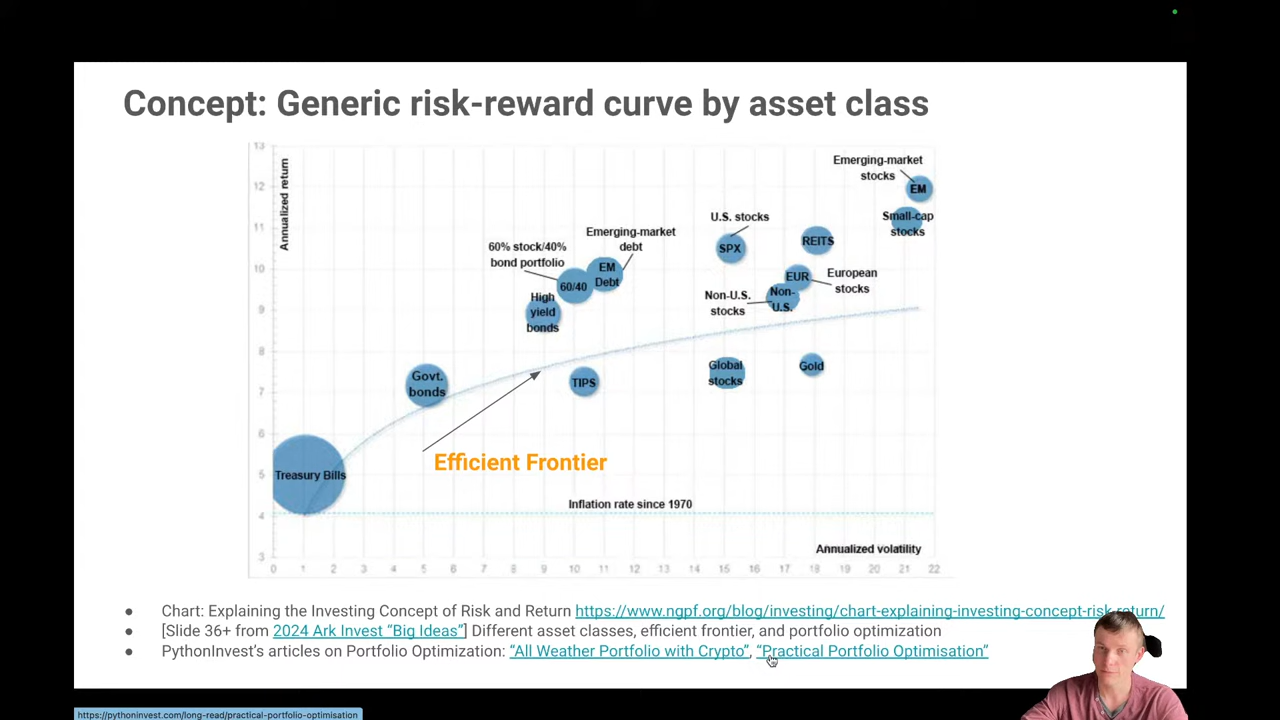 Concept: Generic risk-reward curve by asset class
13
12
11
10
9
8
7
6
5
4
3
Annualized return
Emerging-market
stocks
EM
Small-cap
stocks
U.S. stocks
SPX
REITS
Emerging-market
debt
60% stock/40%
bond portfolio
EM
Debt
60/40
EUR
European
stocks
Non-
U.S.
Non-U.S.
stocks
High
yield
bonds
Govt.
bonds
TIPS
Global
stocks
Gold
Efficient Frontier
Treasury Bills
Inflation rate since 1970
Annualized volatility
0 1 2 3 4 5 6 7 8 9 10 11 12 13 14 15 16 17 18 19 20 21 22
● Chart: Explaining the Investing Concept of Risk and Return https://www.ngpf.org/blog/investing/chart-explaining-investing-concept-risk-return/
● [Slide 36+ from 2024 Ark Invest “Big Ideas”] Different asset classes, efficient frontier, and portfolio optimization
● PythonInvest’s articles on Portfolio Optimization: “All Weather Portfolio with Crypto”, “Practical Portfolio Optimisation”
https://pythoninvest.com/long-read/practical-portfolio-optimisation